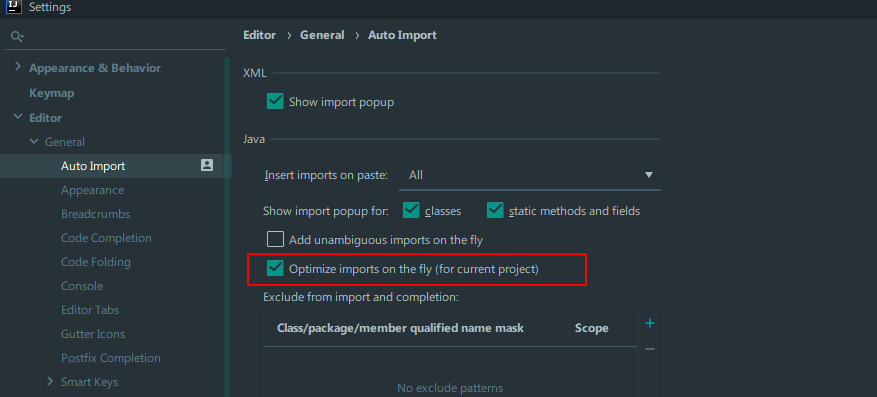 IJ Settings
Editor > General > Auto Import
XML
Show import popup
Java
Insert imports on paste: All
Show import popup for: classes static methods and fields
Add unambiguous imports on the fly
Optimize imports on the fly (for current project)
Exclude from import and completion:
Class/package/member qualified name mask Scope
No exclude patterns
Appearance & Behavior
Keymap
Editor
General
Auto Import
Appearance
Breadcrumbs
Code Completion
Code Folding
Console
Editor Tabs
Gutter Icons
Postfix Completion
Smart Keys